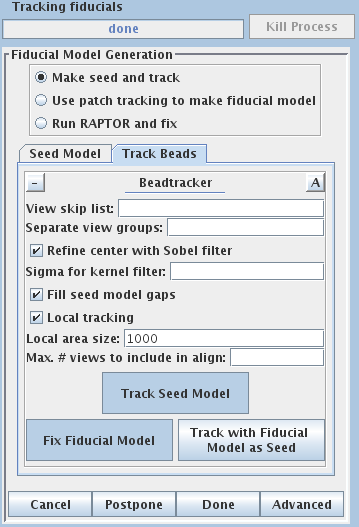 Tracking fiducials
done
Kill Process
Fiducial Model Generation
Make seed and track
Use patch tracking to make fiducial model
Run RAPTOR and fix
Seed Model
Track Beads
-
Beadtracker
A
View skip list:
Separate view groups:
Refine center with Sobel filter
Sigma for kernel filter:
Fill seed model gaps
Local tracking
Local area size: 1000
Max. # views to include in align:
Track Seed Model
Fix Fiducial Model
Track with Fiducial
Model as Seed
Cancel
Postpone
Done
Advanced